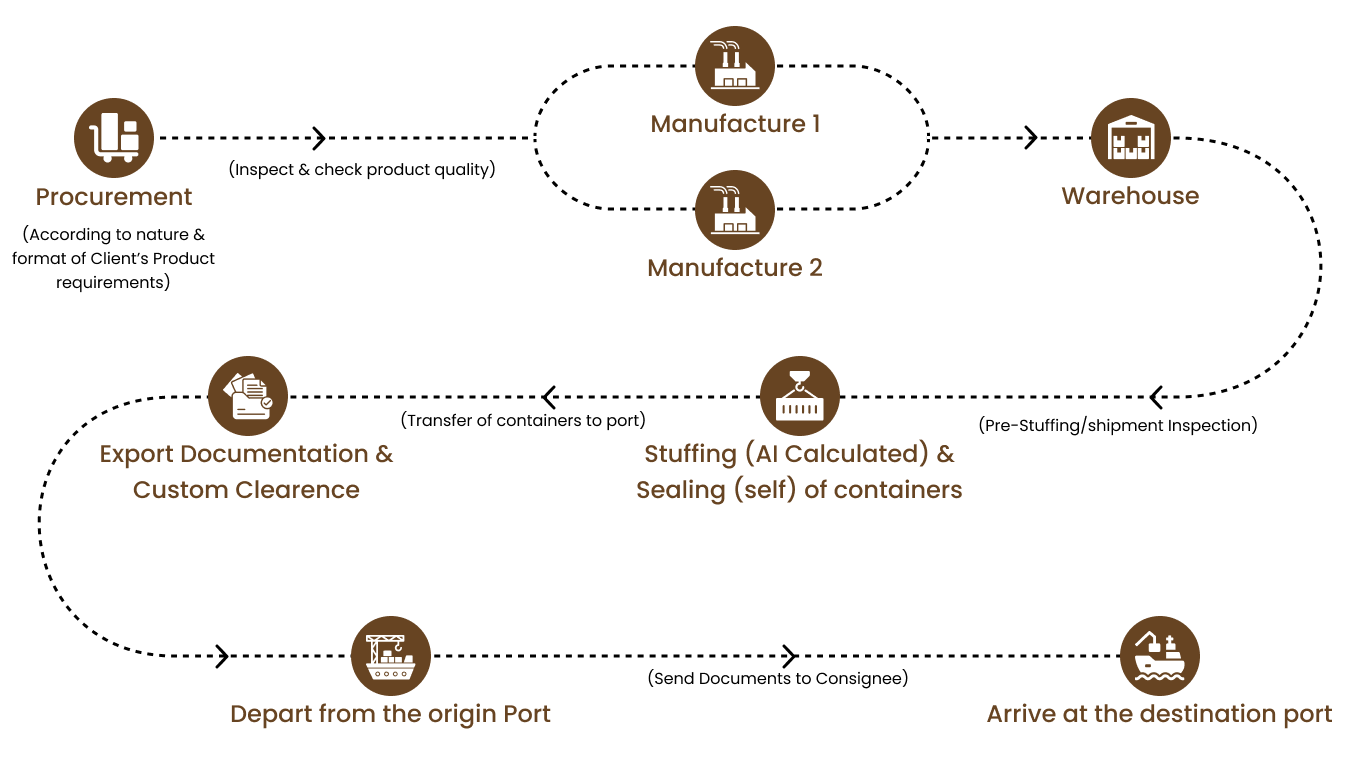 Manufacture 1
Procurement
(According to nature &
format of Client’s Product
requirements)
(Inspect & check product quality)
Manufacture 2
Warehouse
(Pre-Stuffing/shipment Inspection)
Stuffing (AI Calculated) &
Sealing (self) of containers
(Transfer of containers to port)
Export Documentation &
Custom Clearence
Depart from the origin Port
(Send Documents to Consignee)
Arrive at the destination port